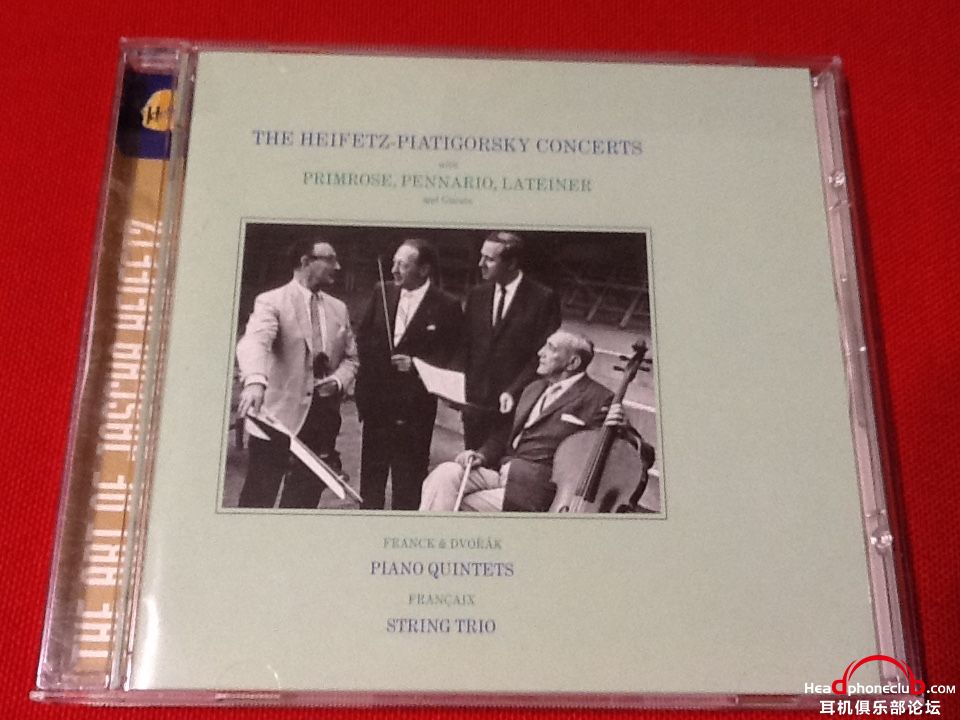 THE HEIFETZ-PIATIGORSKY CONCERTS
with
PRIMROSE, PENNARIO, LATEINER
and Guests
FRANCK & DVOŘÁK
PIANO QUINTETS
FRANÇAIX
STRING TRIO
THE ART OF JASCHA HEIFETZ
HeadphoneclUb.COM
耳机俱乐部论坛